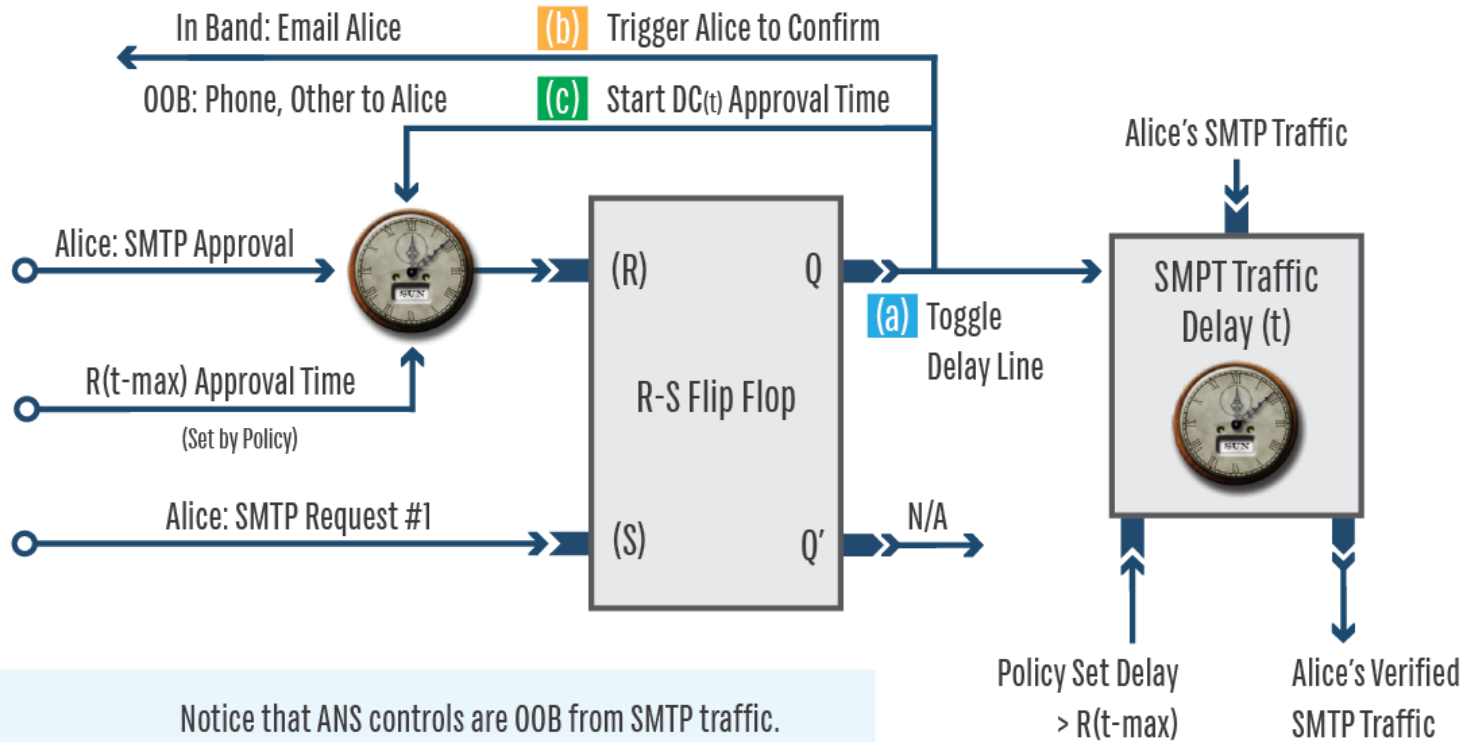 In Band: Email Alice
(b) Trigger Alice to Confirm
OOB: Phone, Other to Alice
(c) Start DC(t) Approval Time
Alice's SMTP Traffic
Alice: SMTP Approval
SUN
(R)
Q
SMPT Traffic
Delay (t)
SUN
(a) Toggle
Delay Line
R(t-max) Approval Time
(Set by Policy)
R-S Flip Flop
Alice: SMTP Request #1
(S)
Q'
N/A
Policy Set Delay
> R(t-max)
Alice's Verified
SMTP Traffic
Notice that ANS controls are OOB from SMTP traffic.